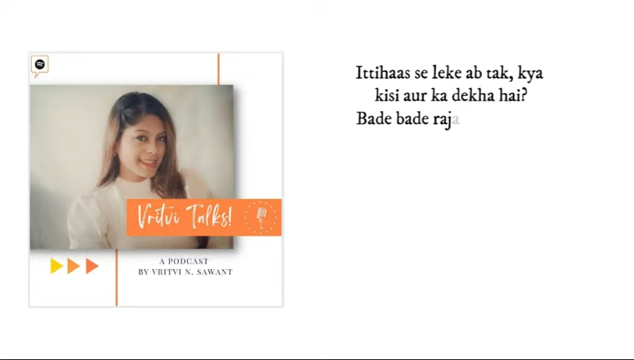 Vritvi Talks!
A PODCAST
BY VRITVI N. SAWANT
Ittihaas se leke ab tak, kya
kisi aur ka dekha hai?
Bade bade raja